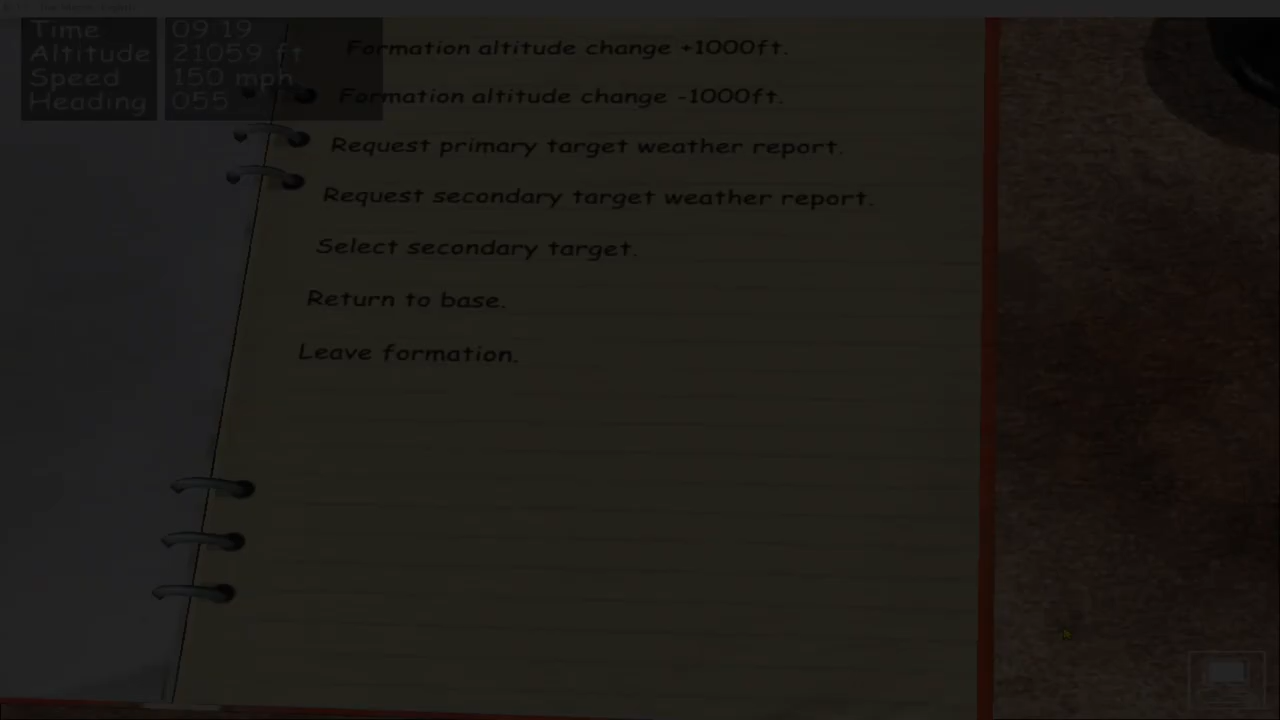 Time 09:19
Altitude 21059 ft
Speed 150 mph
Heading 055
Formation altitude change +1000ft.
Formation altitude change -1000ft.
Request primary target weather report.
Request secondary target weather report.
Select secondary target.
Return to base.
Leave formation.